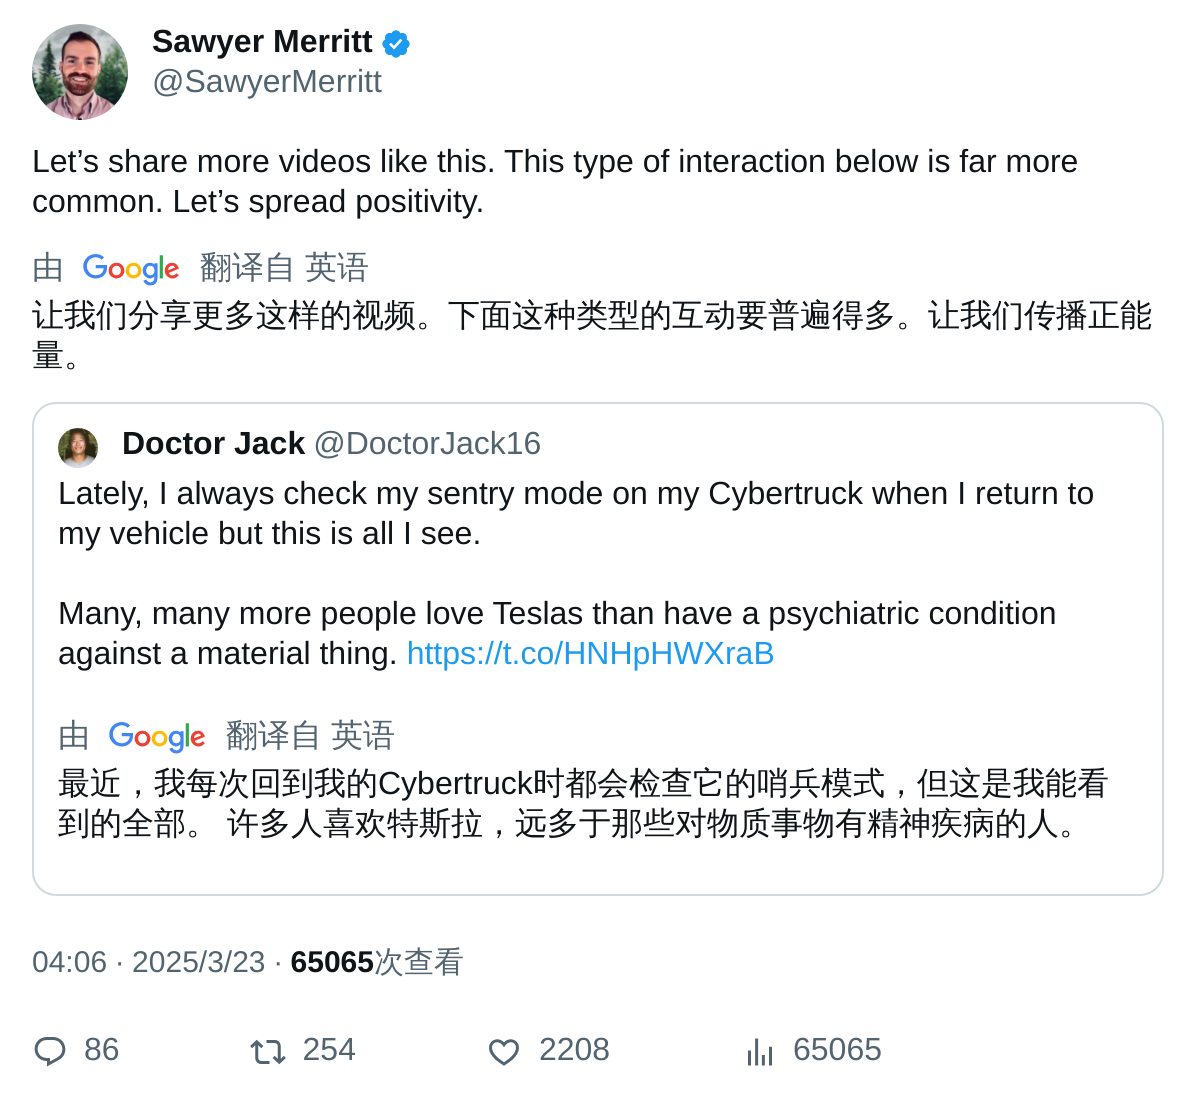 Sawyer Merritt
@SawyerMerritt
Let’s share more videos like this. This type of interaction below is far more
common. Let’s spread positivity.
由 Google 翻译自 英语
让我们分享更多这样的视频。下面这种类型的互动要普遍得多。让我们传播正能
量。
Doctor Jack @DoctorJack16
Lately, I always check my sentry mode on my Cybertruck when I return to
my vehicle but this is all I see.
Many, many more people love Teslas than have a psychiatric condition
against a material thing. https://t.co/HNHpHWXraB
由 Google 翻译自 英语
最近，我每次回到我的Cybertruck时都会检查它的哨兵模式，但这是我能看
到的全部。 许多人喜欢特斯拉，远多于那些对物质事物有精神疾病的人。
04:06 · 2025/3/23 · 65065次查看
86 254 2208 65065